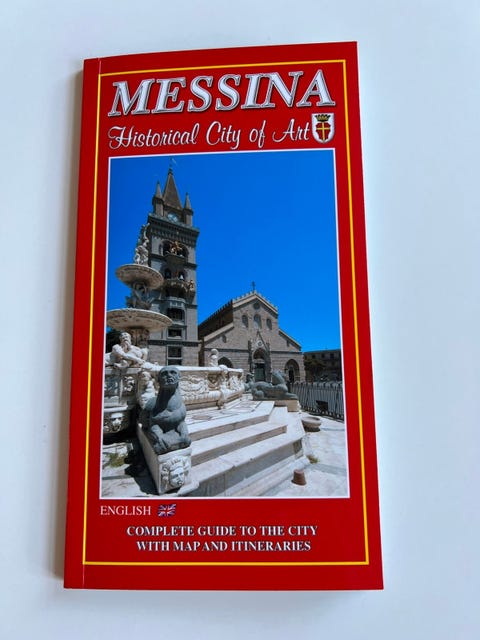 MESSINA
Historical City of Art
ENGLISH
COMPLETE GUIDE TO THE CITY
WITH MAP AND ITINERARIES